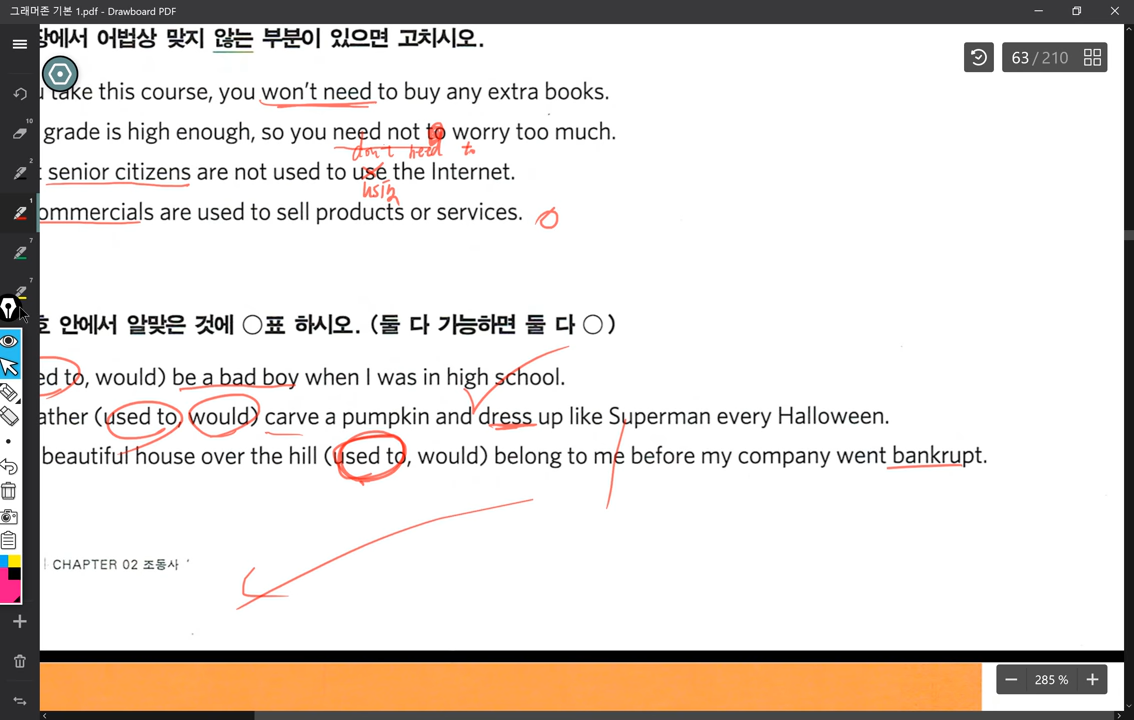 그래머존 기본 1.pdf - Drawboard PDF
63 / 210
장에서 어법상 맞지 않는 부분이 있으면 고치시오.
take this course, you won't need to buy any extra books.
grade is high enough, so you need not to worry too much.
don't need to
senior citizens are not used to use the Internet.
using
ommercials are used to sell products or services.
호 안에서 알맞은 것에 ○표 하시오. (둘 다 가능하면 둘 다 ○)
ed to, would) be a bad boy when I was in high school.
ather (used to, would) carve a pumpkin and dress up like Superman every Halloween.
beautiful house over the hill (used to, would) belong to me before my company went bankrupt.
CHAPTER 02 조동사
10
2
1
7
7
285 %